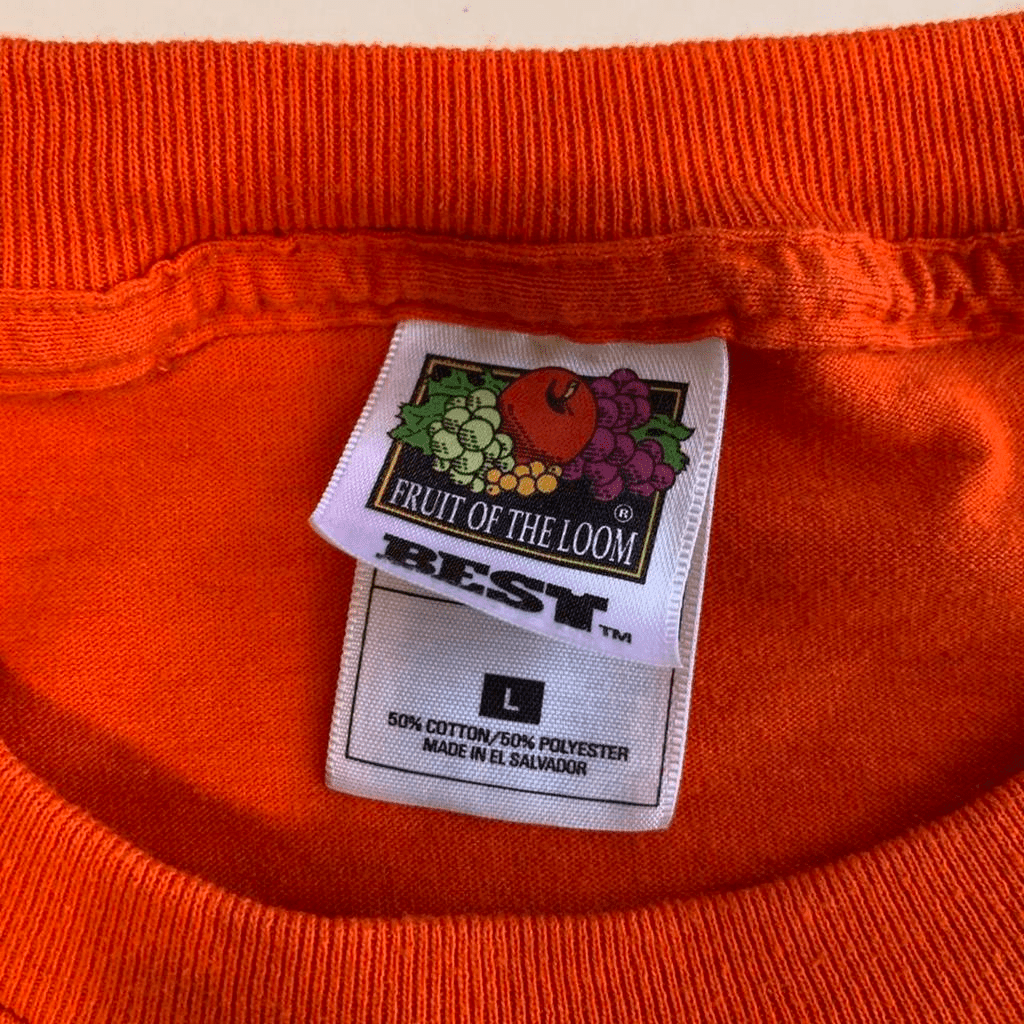 FRUIT OF THE LOOM®
BEST™
L
50% COTTON/50% POLYESTER
MADE IN EL SALVADOR